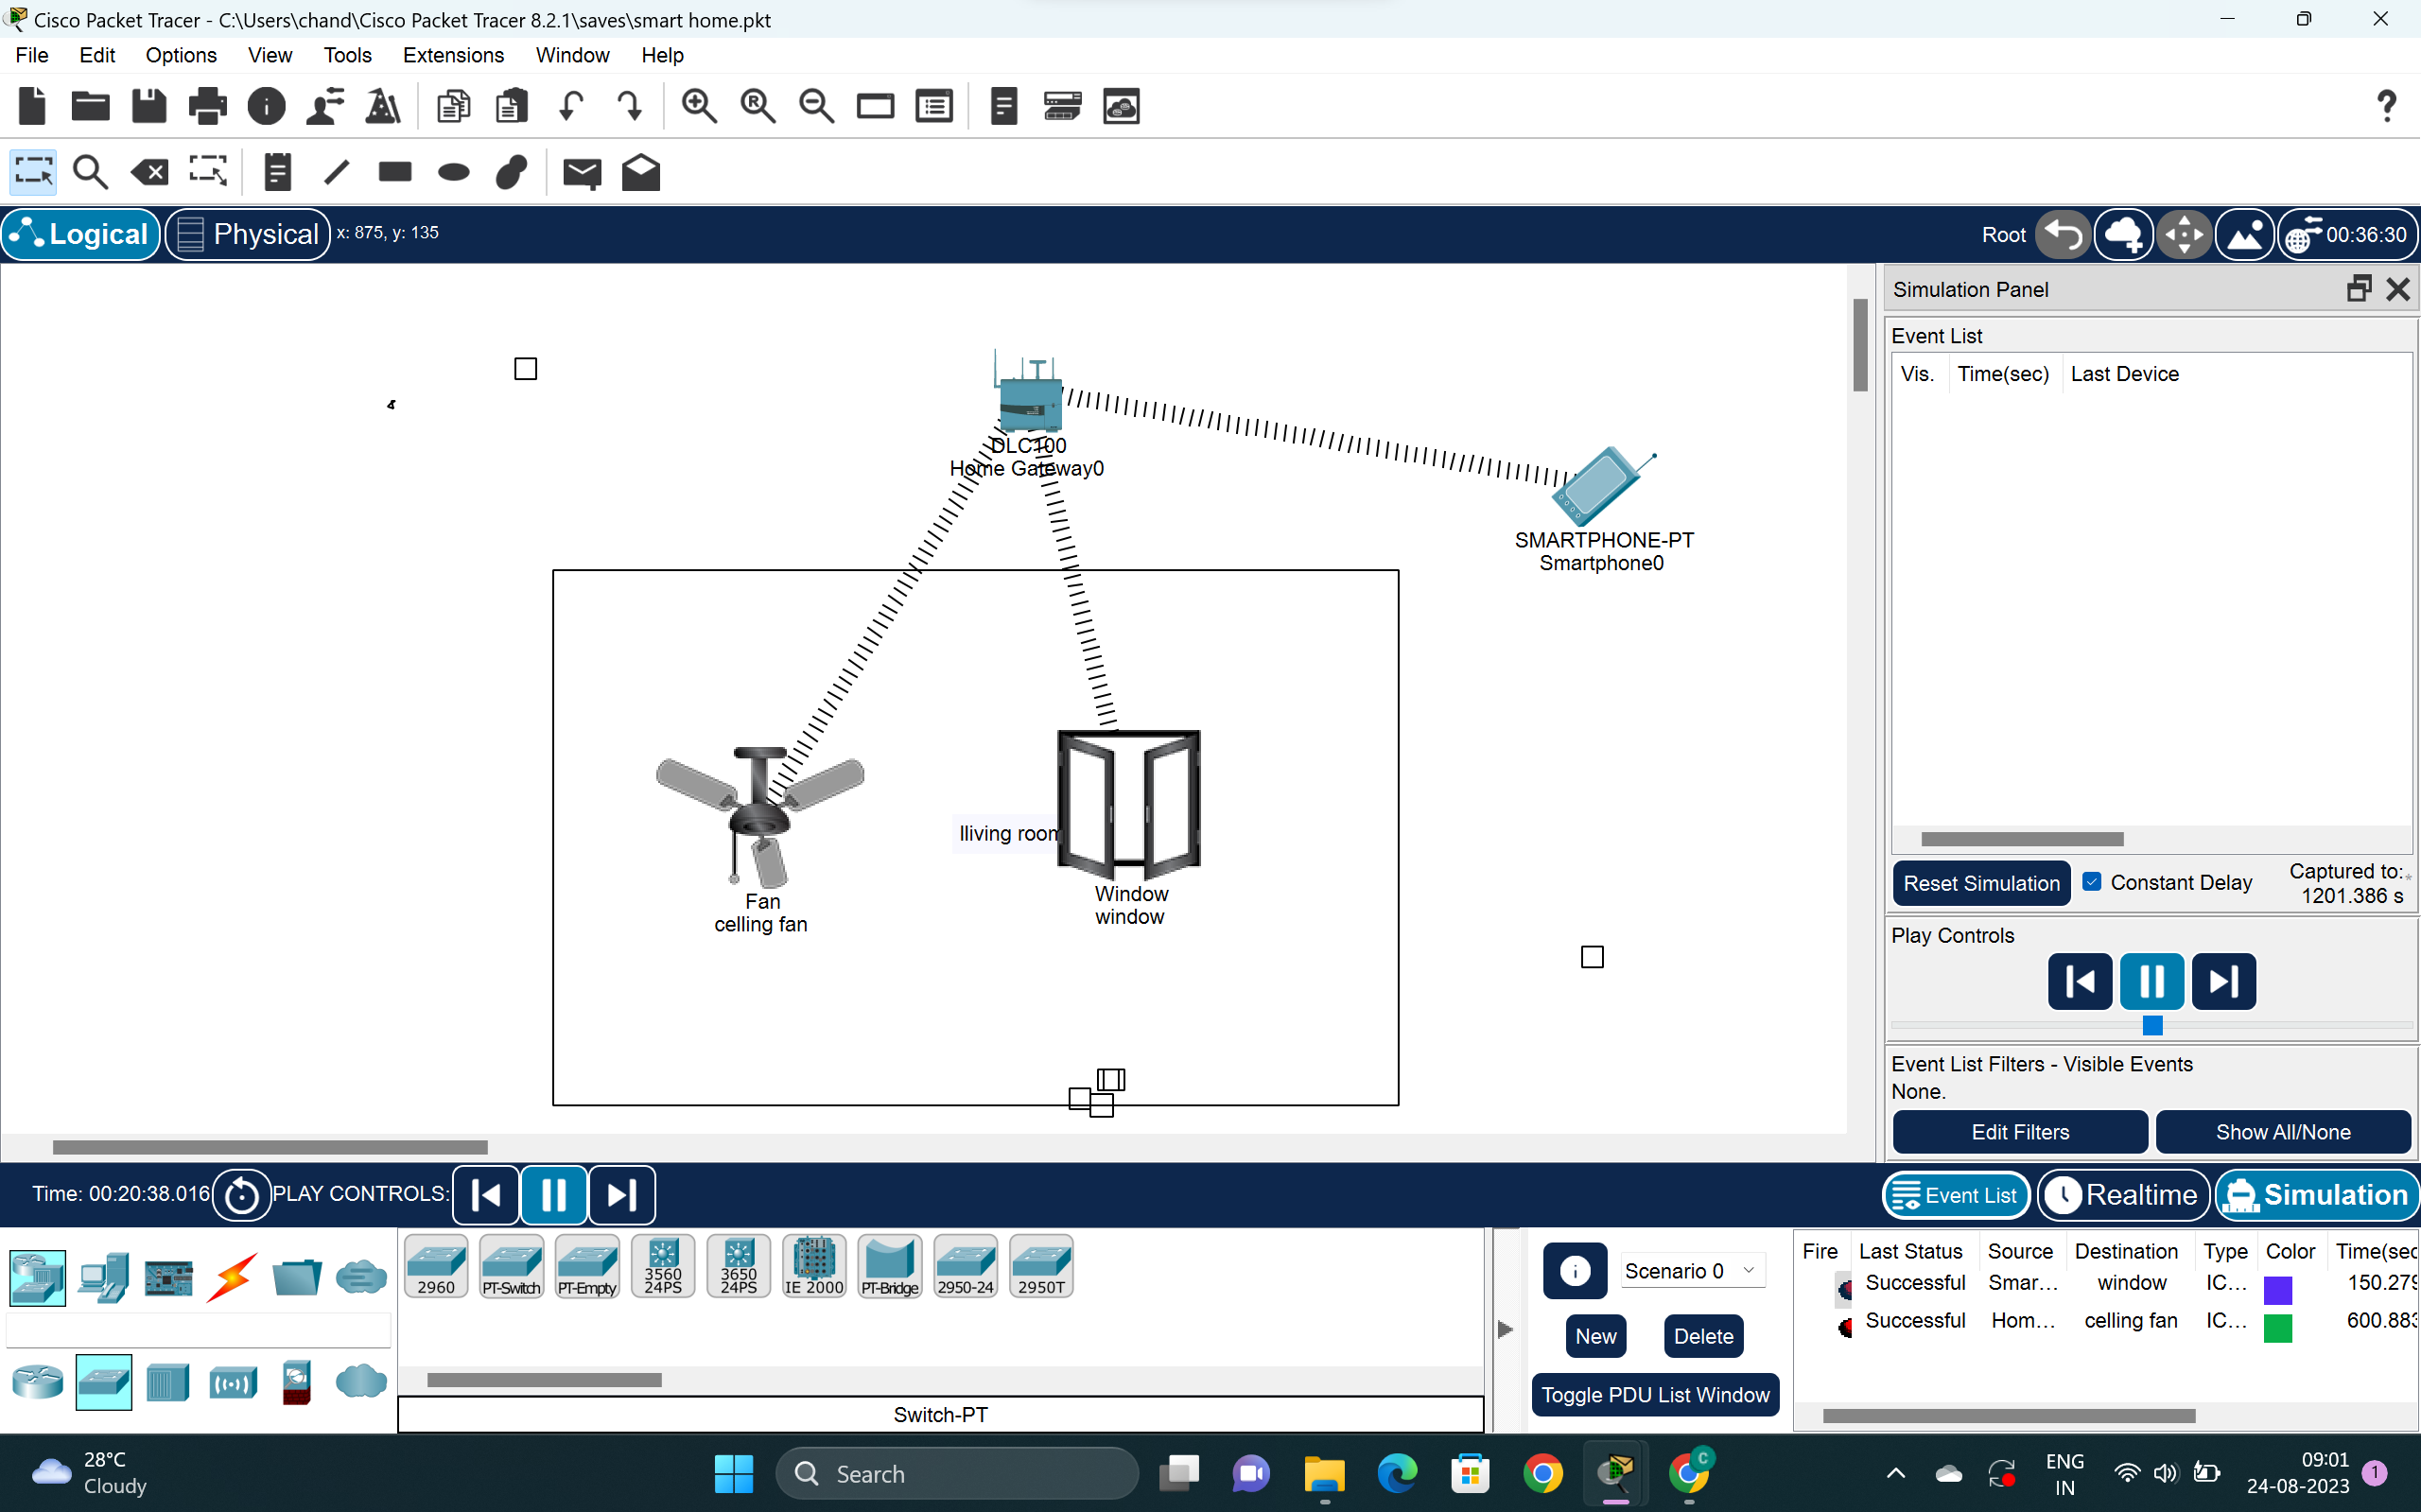 Cisco Packet Tracer - C:\Users\chand\Cisco Packet Tracer 8.2.1\saves\smart home.pkt
File Edit Options View Tools Extensions Window Help
Logical Physical x: 875, y: 135 Root 00:36:30
Simulation Panel
Event List
Vis. Time(sec) Last Device
DLC100
Home Gateway0
SMARTPHONE-PT
Smartphone0
lliving room
Fan
celling fan
Window
window
Reset Simulation Constant Delay Captured to:*
1201.386 s
Play Controls
Event List Filters - Visible Events
None.
Edit Filters Show All/None
Time: 00:20:38.016 PLAY CONTROLS: Event List Realtime Simulation
2960 PT-Switch PT-Empty 3560 24PS 3650 24PS IE 2000 PT-Bridge 2950-24 2950T
Switch-PT
Scenario 0
New Delete
Toggle PDU List Window
Fire Last Status Source Destination Type Color Time(sec
Successful Smar... window IC... 150.279
Successful Hom... celling fan IC... 600.883
28°C
Cloudy
Search
C
ENG
IN
09:01
24-08-2023
1